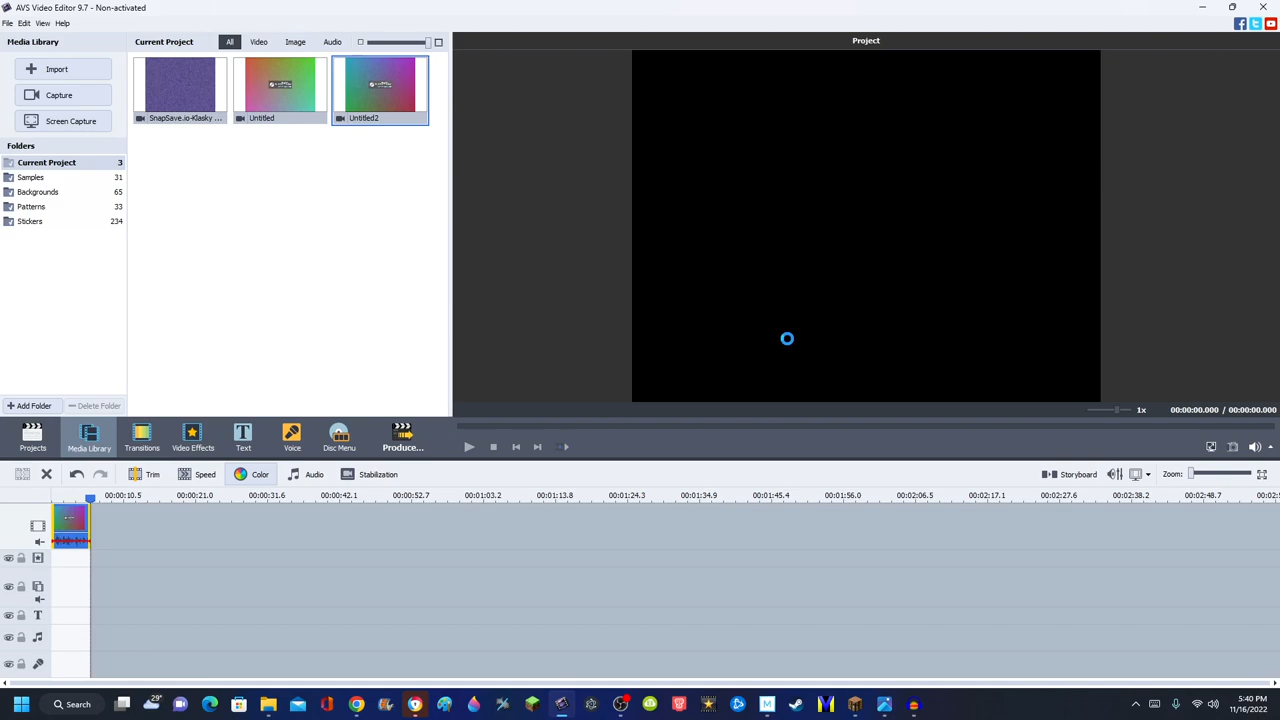 AVS Video Editor 9.7 - Non-activated
File Edit View Help
Media Library
Current Project All Video Image Audio
Project
Import
Capture
Screen Capture
SnapSave.io-Klasky ... Untitled Untitled2
Folders
Current Project 3
Samples 31
Backgrounds 65
Patterns 33
Stickers 234
Add Folder Delete Folder
1x 00:00:00.000 / 00:00:00.000
Projects Media Library Transitions Video Effects Text Voice Disc Menu Produce...
Trim Speed Color Audio Stabilization Storyboard Zoom:
00:00:10.5 00:00:21.0 00:00:31.6 00:00:42.1 00:00:52.7 00:01:03.2 00:01:13.8 00:01:24.3 00:01:34.9 00:01:45.4 00:01:56.0 00:02:06.5 00:02:17.1 00:02:27.6 00:02:38.2 00:02:48.7
T
29°
Search
5:40 PM
11/16/2022